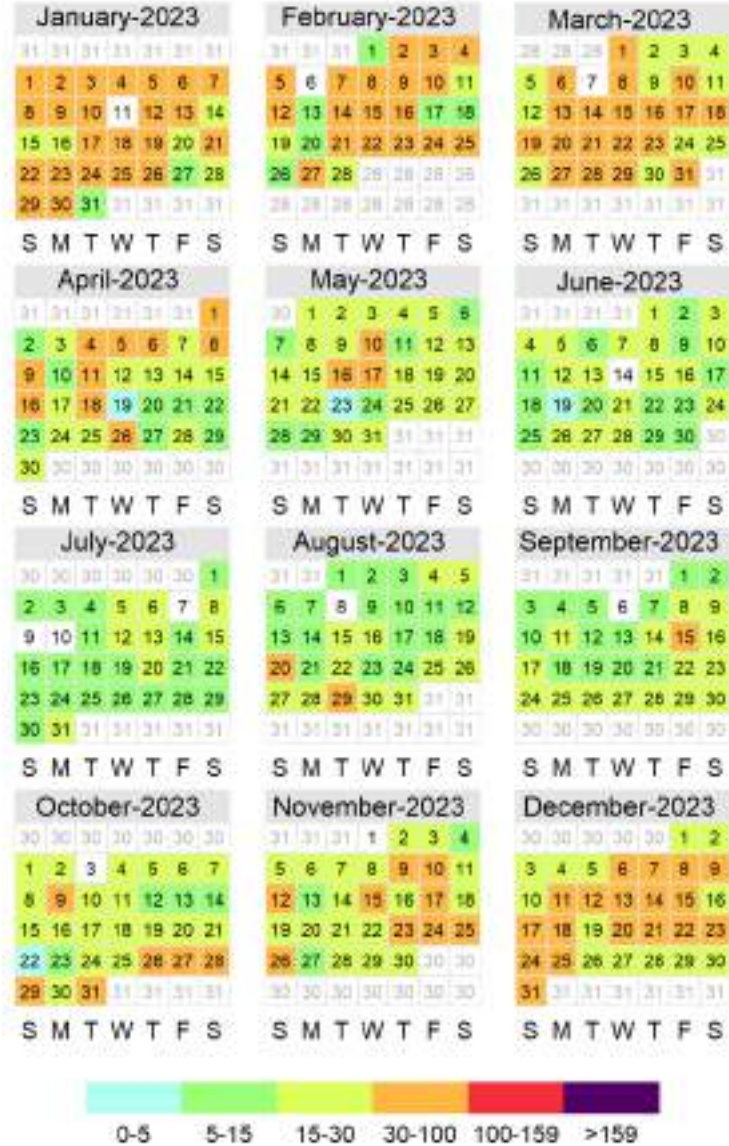 January-2023
31 31 31 31 31 31 31
1 2 3 4 5 6 7
8 9 10 11 12 13 14
15 16 17 18 19 20 21
22 23 24 25 26 27 28
29 30 31 31 31 31 31
S M T W T F S
February-2023
31 31 31 1 2 3 4
5 6 7 8 9 10 11
12 13 14 15 16 17 18
19 20 21 22 23 24 25
26 27 28 28 28 28 28
28 28 28 28 28 28 28
S M T W T F S
March-2023
28 28 28 1 2 3 4
5 6 7 8 9 10 11
12 13 14 15 16 17 18
19 20 21 22 23 24 25
26 27 28 29 30 31 31
31 31 31 31 31 31 31
S M T W T F S
April-2023
31 31 31 31 31 31 1
2 3 4 5 6 7 8
9 10 11 12 13 14 15
16 17 18 19 20 21 22
23 24 25 26 27 28 29
30 30 30 30 30 30 30
S M T W T F S
May-2023
30 1 2 3 4 5 6
7 8 9 10 11 12 13
14 15 16 17 18 19 20
21 22 23 24 25 26 27
28 29 30 31 31 31 31
31 31 31 31 31 31 31
S M T W T F S
June-2023
31 31 31 31 1 2 3
4 5 6 7 8 9 10
11 12 13 14 15 16 17
18 19 20 21 22 23 24
25 26 27 28 29 30 30
30 30 30 30 30 30 30
S M T W T F S
July-2023
30 30 30 30 30 30 1
2 3 4 5 6 7 8
9 10 11 12 13 14 15
16 17 18 19 20 21 22
23 24 25 26 27 28 29
30 31 31 31 31 31 31
S M T W T F S
August-2023
31 31 1 2 3 4 5
6 7 8 9 10 11 12
13 14 15 16 17 18 19
20 21 22 23 24 25 26
27 28 29 30 31 31 31
31 31 31 31 31 31 31
S M T W T F S
September-2023
31 31 31 31 31 1 2
3 4 5 6 7 8 9
10 11 12 13 14 15 16
17 18 19 20 21 22 23
24 25 26 27 28 29 30
30 30 30 30 30 30 30
S M T W T F S
October-2023
30 30 30 30 30 30 30
1 2 3 4 5 6 7
8 9 10 11 12 13 14
15 16 17 18 19 20 21
22 23 24 25 26 27 28
29 30 31 31 31 31 31
S M T W T F S
November-2023
31 31 31 1 2 3 4
5 6 7 8 9 10 11
12 13 14 15 16 17 18
19 20 21 22 23 24 25
26 27 28 29 30 30 30
30 30 30 30 30 30 30
S M T W T F S
December-2023
30 30 30 30 30 1 2
3 4 5 6 7 8 9
10 11 12 13 14 15 16
17 18 19 20 21 22 23
24 25 26 27 28 29 30
31 31 31 31 31 31 31
S M T W T F S
0-5 5-15 15-30 30-100 100-159 >159